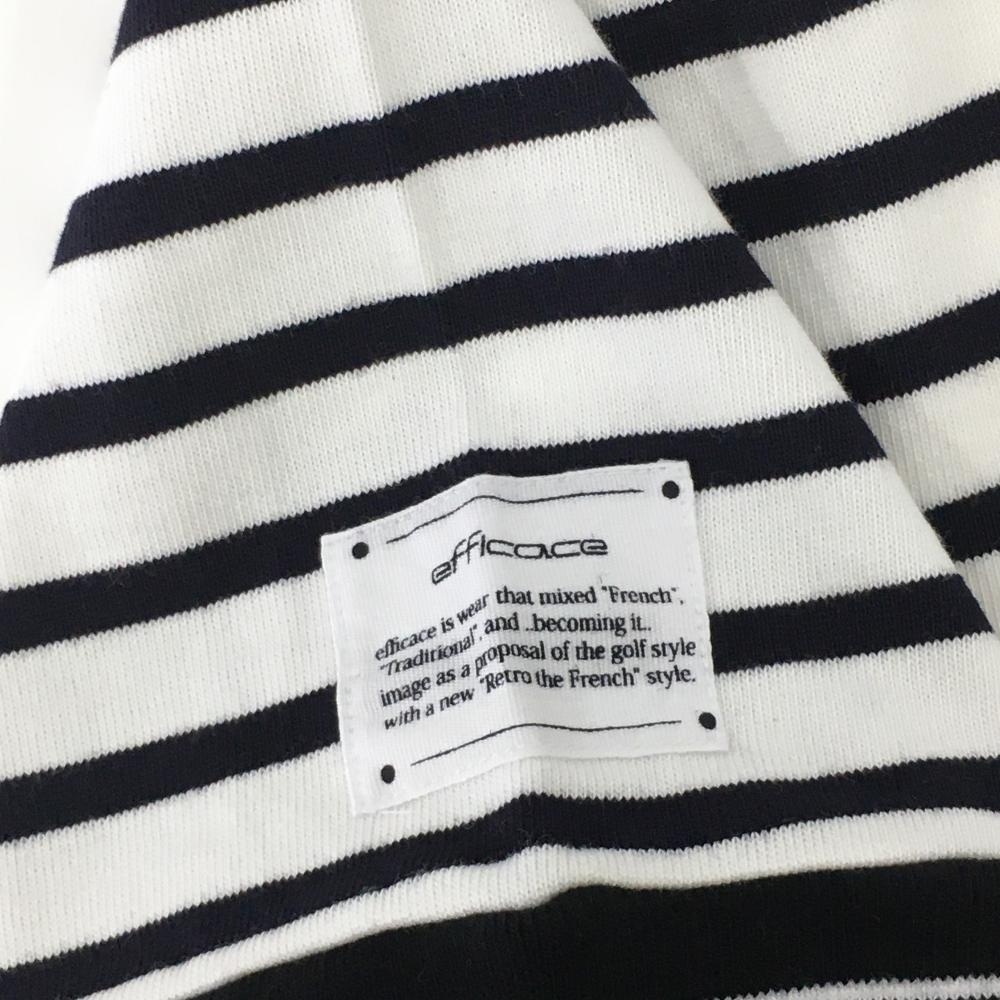 efficace
efficace is wear that mixed "French",
"Traditional", and ..becoming it..
image as a proposal of the golf style
with a new "Retro the French" style.